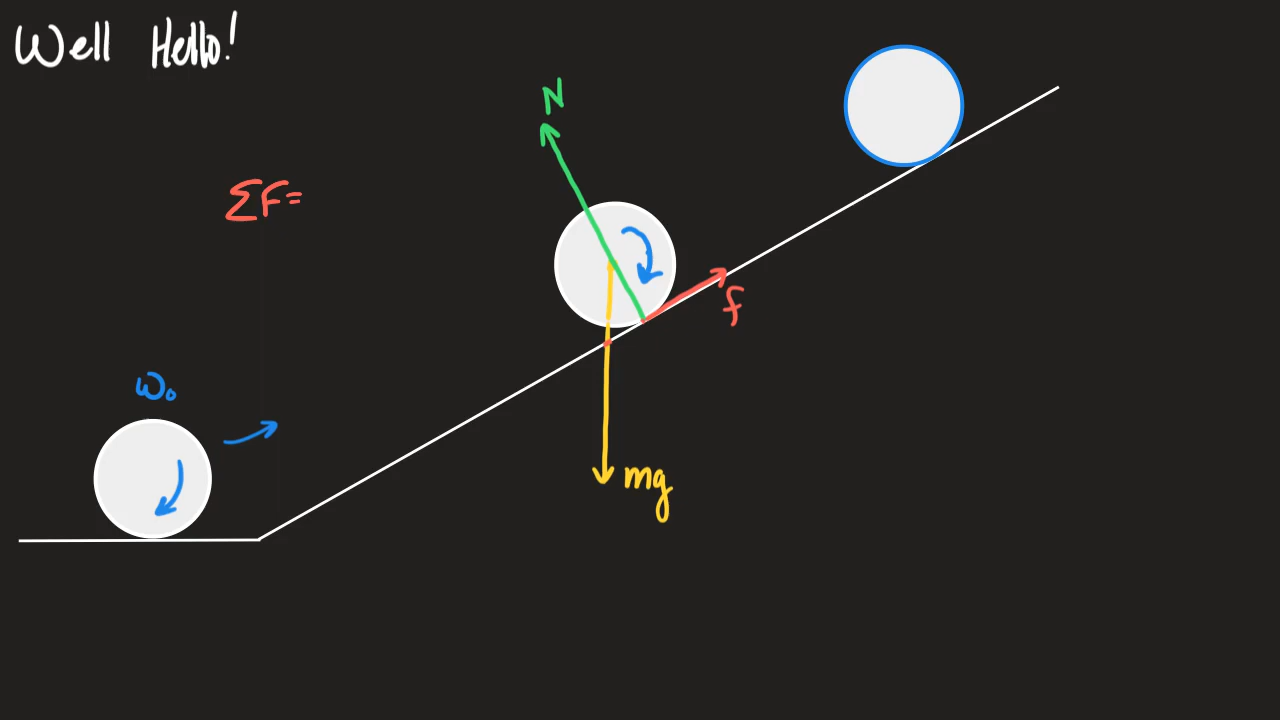 Well Hello!
N
ΣF=
f
ω₀
mg